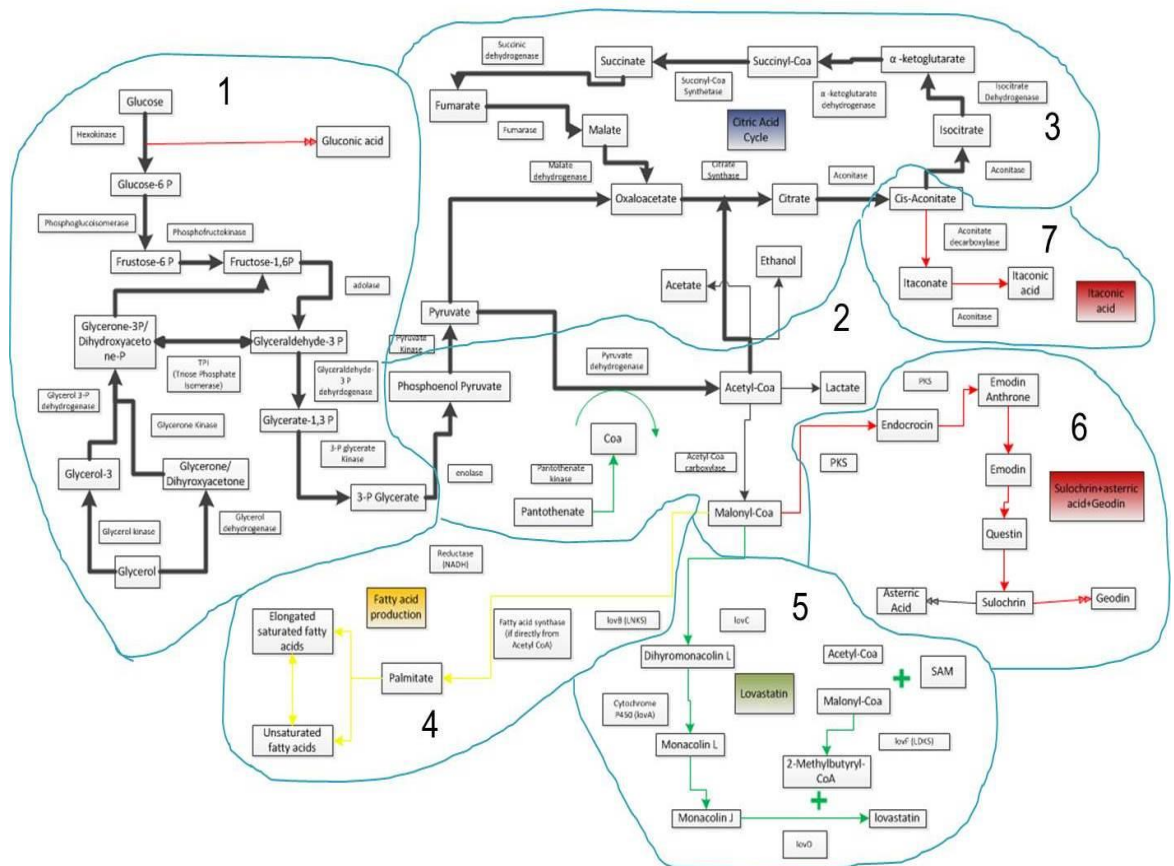 1
Glucose
Hexokinase
Gluconic acid
Glucose-6 P
Phosphoglucoisomerase
Phosphofructokinase
Frustose-6 P
Fructose-1,6P
adolase
Glycerone-3P/
Dihydroxyaceto
ne-P
Glyceraldehyde-3 P
TPI
(Triose Phosphate
Isomerase)
Glyceraldehyde-
3 P
dehydrogenase
Glycerol 3-P
dehydrogenase
Glycerone Kinase
Glycerate-1,3 P
3-P glycerate
Kinase
Glycerol-3
Glycerone/
Dihyroxyacetone
3-P Glycerate
Glycerol kinase
Glycerol
dehydrogenase
Glycerol
Succinic
dehydrogenase
Succinate
Succinyl-Coa
α -ketoglutarate
Succinyl-Coa
Synthetase
α -ketoglutarate
dehydrogenase
Isocitrate
Dehydrogenase
Fumarate
Fumarase
Malate
Citric Acid
Cycle
Isocitrate
3
Malate
dehydrogenase
Citrate
Synthase
Aconitase
Aconitase
Oxaloacetate
Citrate
Cis-Aconitate
7
Aconitate
decarboxylase
Itaconate
Itaconic
acid
Itaconic
acid
Aconitase
Ethanol
Acetate
2
Pyruvate
Pyruvate
Kinase
Pyruvate
dehydrogenase
Phosphoenol Pyruvate
Acetyl-Coa
Lactate
Coa
enolase
Pantothenate
kinase
Acetyl-Coa
carboxylase
Pantothenate
Malonyl-Coa
PKS
Emodin
Anthrone
Endocrocin
6
PKS
Emodin
Sulochrin+asterric
acid+Geodin
Questin
Asterric
Acid
Sulochrin
Geodin
Reductase
(NADH)
Fatty acid
production
Elongated
saturated fatty
acids
Fatty acid synthase
(if directly from
Acetyl CoA)
Palmitate
4
Unsaturated
fatty acids
5
lovB (LNKS)
lovC
Dihyromonacolin L
Acetyl-Coa
SAM
Lovastatin
Cytochrome
P450 (lovA)
Malonyl-Coa
Monacolin L
lovF (LDKS)
2-Methylbutyryl-
CoA
Monacolin J
lovastatin
lovD